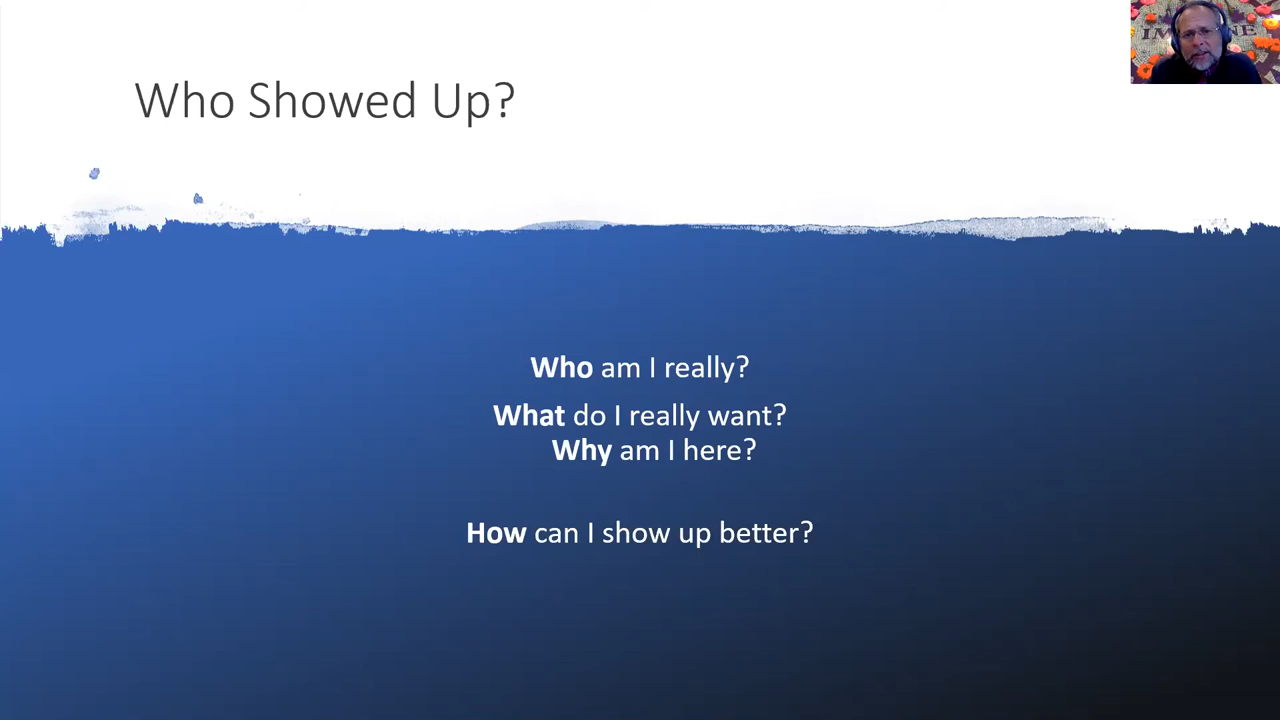 Who Showed Up?
Who am I really?
What do I really want?
Why am I here?
How can I show up better?